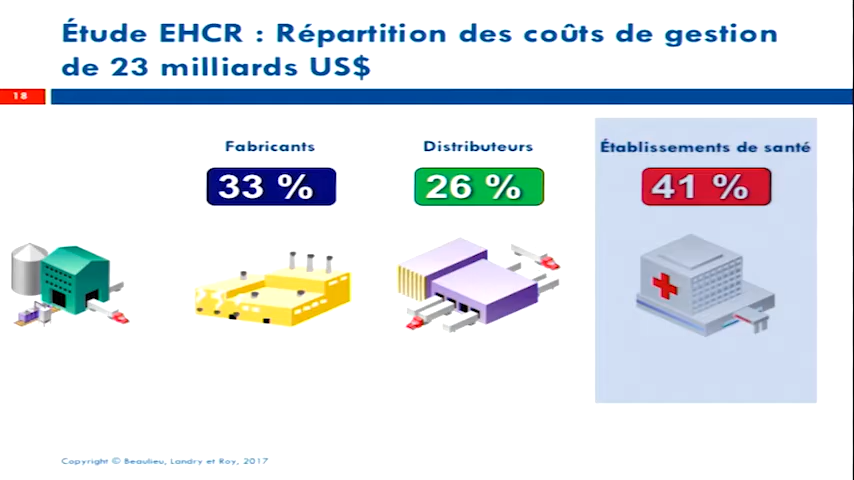 Étude EHCR : Répartition des coûts de gestion
de 23 milliards US$
18
Fabricants
Distributeurs
Établissements de santé
33 %
26 %
41 %
Copyright © Beaulieu, Landry et Roy, 2017